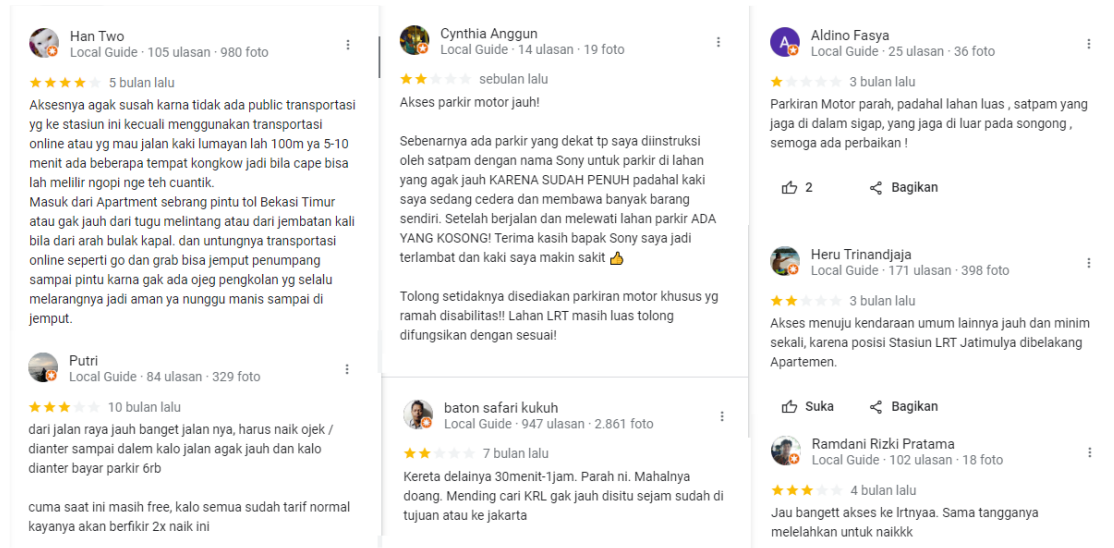 Han Two
Local Guide · 105 ulasan · 980 foto
5 bulan lalu
Aksesnya agak susah karna tidak ada public transportasi
yg ke stasiun ini kecuali menggunakan transportasi
online atau yg mau jalan kaki lumayan lah 100m ya 5-10
menit ada beberapa tempat kongkow jadi bila cape bisa
lah melilir ngopi nge teh cuantik.
Masuk dari Apartment sebrang pintu tol Bekasi Timur
atau gak jauh dari tugu melintang atau dari jembatan kali
bila dari arah bulak kapal. dan untungnya transportasi
online seperti go dan grab bisa jemput penumpang
sampai pintu karna gak ada ojeg pengkolan yg selalu
melarangnya jadi aman ya nunggu manis sampai di
jemput.
Putri
Local Guide · 84 ulasan · 329 foto
10 bulan lalu
dari jalan raya jauh banget jalan nya, harus naik ojek /
dianter sampai dalem kalo jalan agak jauh dan kalo
dianter bayar parkir 6rb
cuma saat ini masih free, kalo semua sudah tarif normal
kayanya akan berfikir 2x naik ini
Cynthia Anggun
Local Guide · 14 ulasan · 19 foto
sebulan lalu
Akses parkir motor jauh!
Sebenarnya ada parkir yang dekat tp saya diinstruksi
oleh satpam dengan nama Sony untuk parkir di lahan
yang agak jauh KARENA SUDAH PENUH padahal kaki
saya sedang cedera dan membawa banyak barang
sendiri. Setelah berjalan dan melewati lahan parkir ADA
YANG KOSONG! Terima kasih bapak Sony saya jadi
terlambat dan kaki saya makin sakit 👍
Tolong setidaknya disediakan parkiran motor khusus yg
ramah disabilitas!! Lahan LRT masih luas tolong
difungsikan dengan sesuai!
baton safari kukuh
Local Guide · 947 ulasan · 2.861 foto
7 bulan lalu
Kereta delainya 30menit-1jam. Parah ni. Mahalnya
doang. Mending cari KRL gak jauh disitu sejam sudah di
tujuan atau ke jakarta
A
Aldino Fasya
Local Guide · 25 ulasan · 36 foto
3 bulan lalu
Parkiran Motor parah, padahal lahan luas , satpam yang
jaga di dalam sigap, yang jaga di luar pada songong ,
semoga ada perbaikan !
2 Bagikan
Heru Trinandjaja
Local Guide · 171 ulasan · 398 foto
3 bulan lalu
Akses menuju kendaraan umum lainnya jauh dan minim
sekali, karena posisi Stasiun LRT Jatimulya dibelakang
Apartemen.
Suka Bagikan
Ramdani Rizki Pratama
Local Guide · 102 ulasan · 18 foto
4 bulan lalu
Jau bangett akses ke lrtnyaa. Sama tangganya
melelahkan untuk naikkk